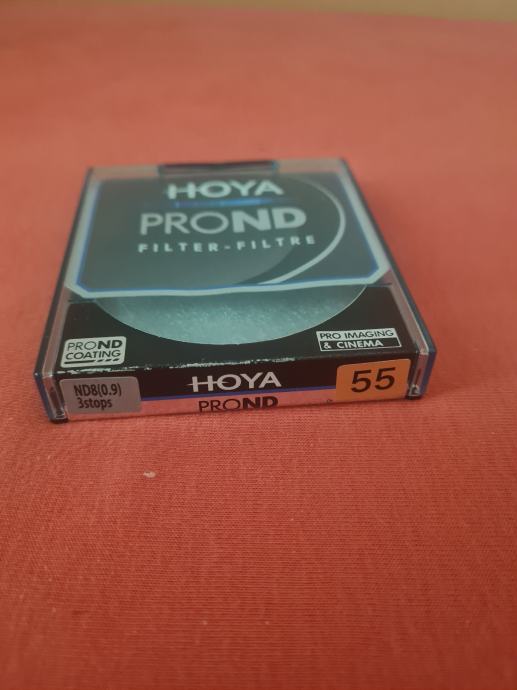 HOYA
PROND
FILTER-FILTRE
PROND
COATING
PRO IMAGING
& CINEMA
ND8(0.9)
3stops
HOYA
PROND
55